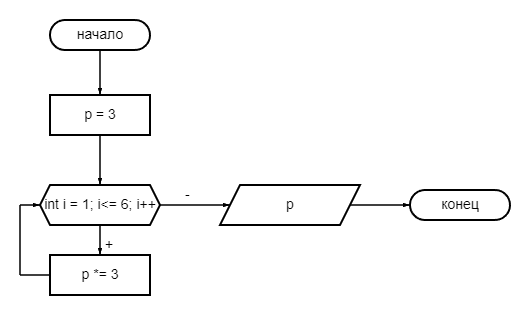 начало
p = 3
int i = 1; i<= 6; i++
-
p
конец
+
p *= 3